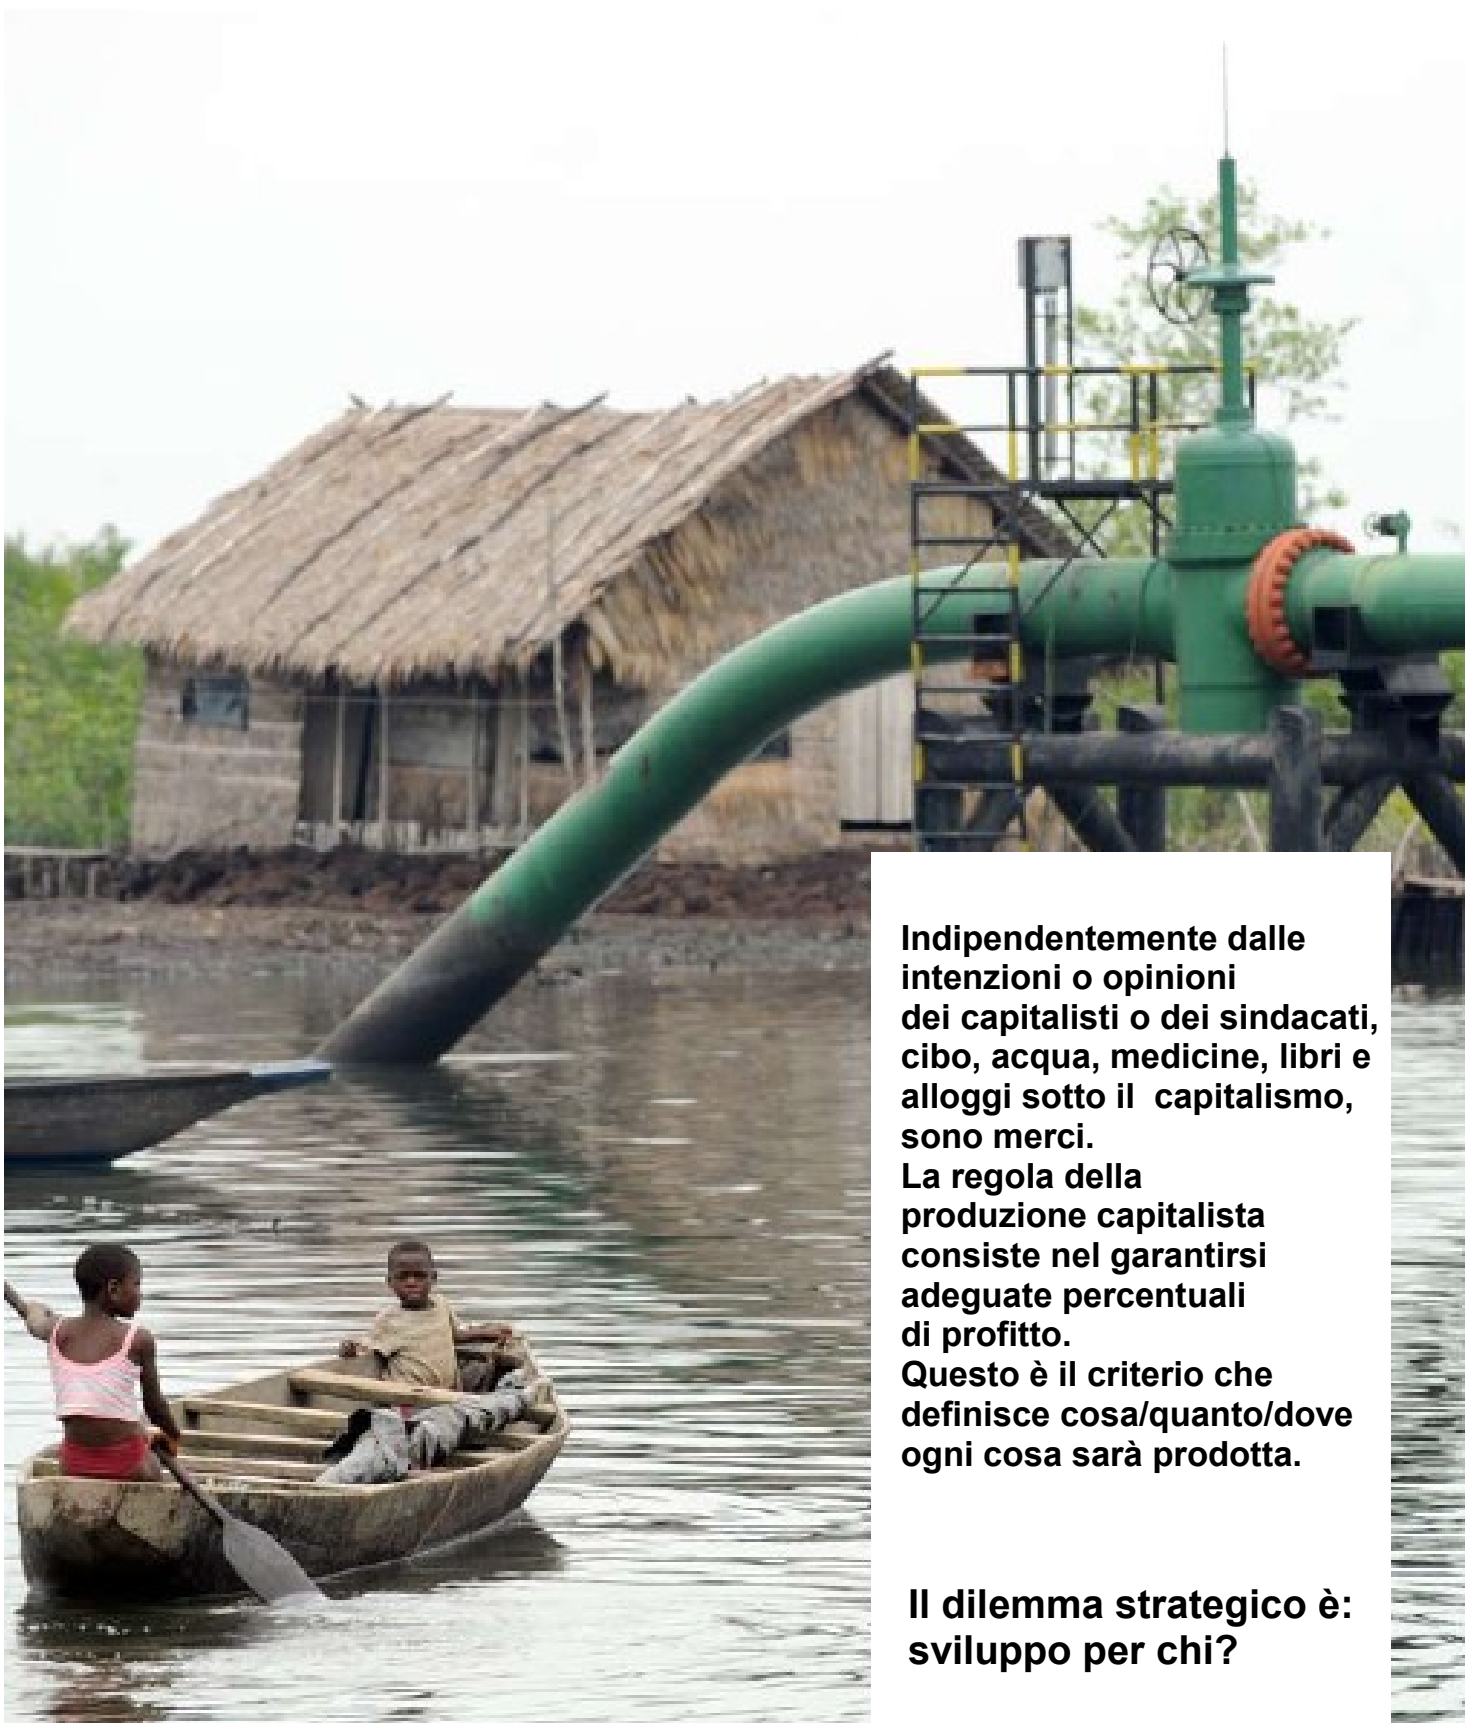 Indipendentemente dalle
intenzioni o opinioni
dei capitalisti o dei sindacati,
cibo, acqua, medicine, libri e
alloggi sotto il  capitalismo,
sono merci.
La regola della
produzione capitalista
consiste nel garantirsi
adeguate percentuali
di profitto.
Questo è il criterio che
definisce cosa/quanto/dove
ogni cosa sarà prodotta.
Il dilemma strategico è:
sviluppo per chi?